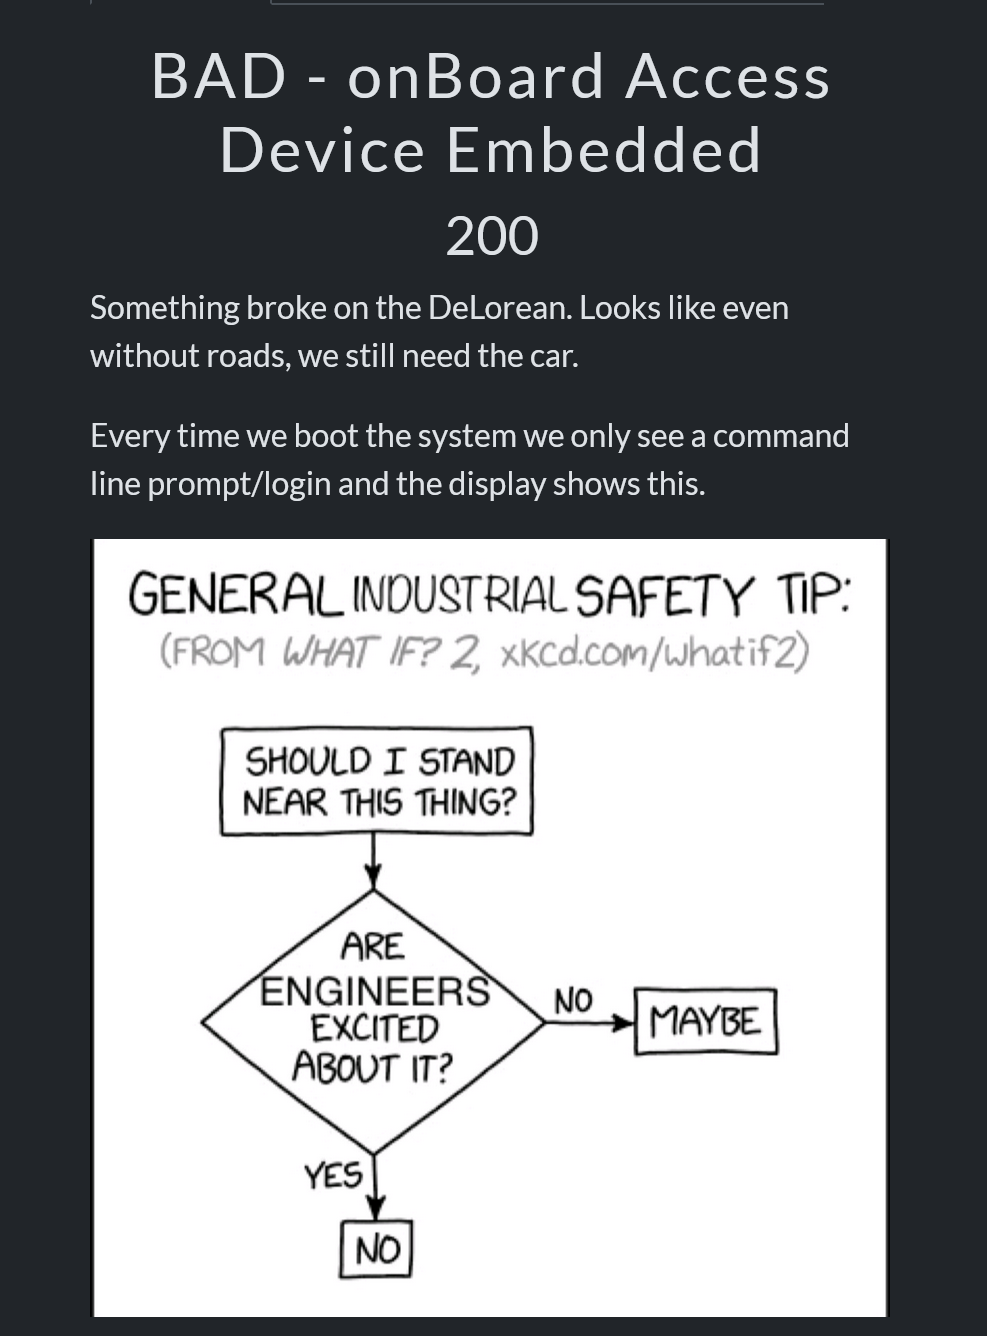 BAD - onBoard Access
Device Embedded
200
Something broke on the DeLorean. Looks like even
without roads, we still need the car.
Every time we boot the system we only see a command
line prompt/login and the display shows this.
GENERAL INDUSTRIAL SAFETY TIP:
(FROM WHAT IF? 2, xkcd.com/whatif2)
SHOULD I STAND
NEAR THIS THING?
ARE
ENGINEERS
EXCITED
ABOUT IT?
NO
MAYBE
YES
NO